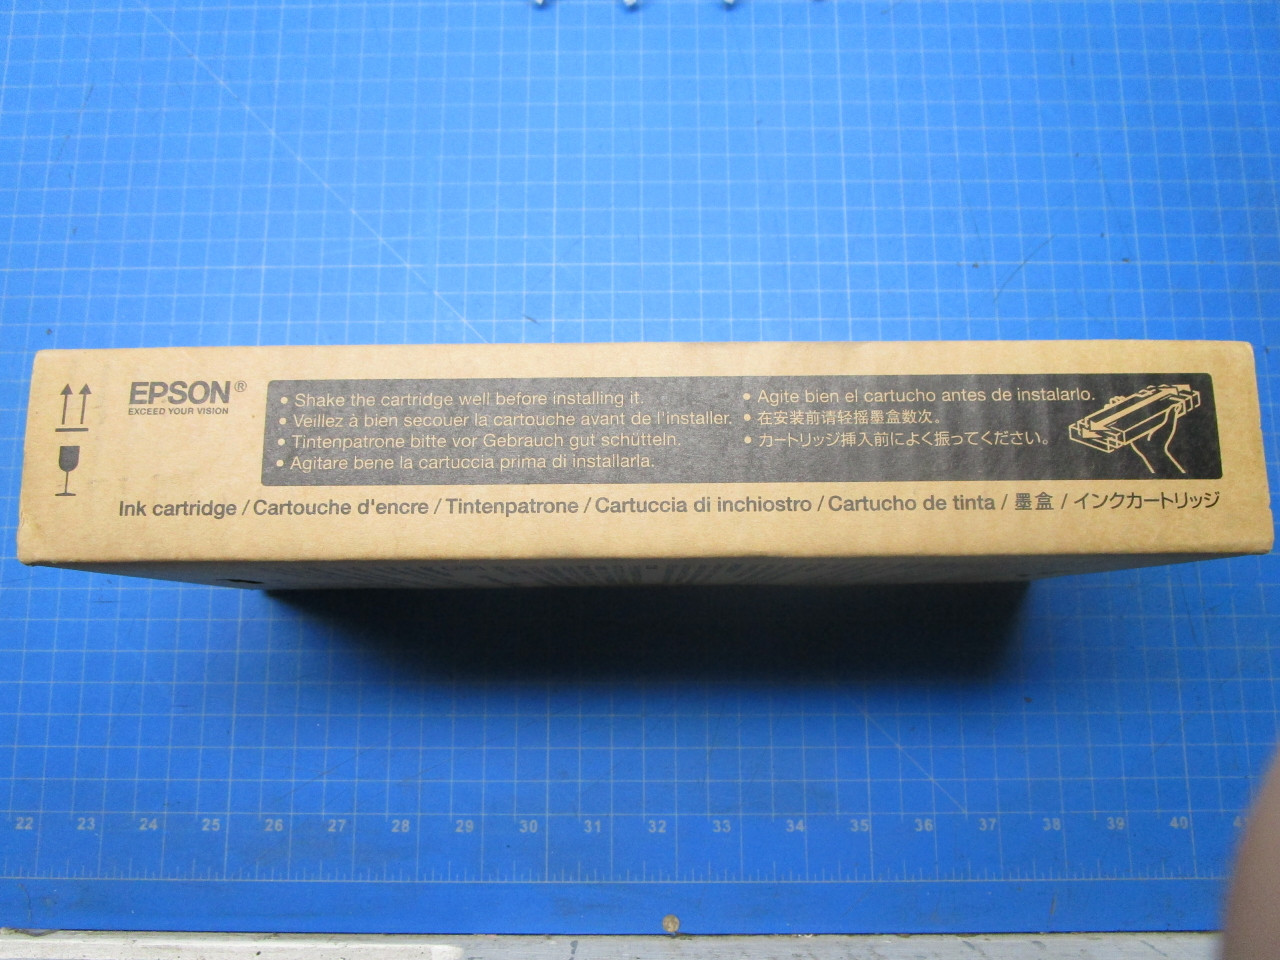 EPSON®
EXCEED YOUR VISION
• Shake the cartridge well before installing it.
• Veillez à bien secouer la cartouche avant de l'installer.
• Tintenpatrone bitte vor Gebrauch gut schütteln.
• Agitare bene la cartuccia prima di installarla.
• Agite bien el cartucho antes de instalarlo.
• 在安装前请轻摇墨盒数次。
• カートリッジ挿入前によく振ってください。
Ink cartridge / Cartouche d'encre / Tintenpatrone / Cartuccia di inchiostro / Cartucho de tinta / 墨盒 / インクカートリッジ
22 23 24 25 26 27 28 29 30 31 32 33 34 35 36 37 38 39 40